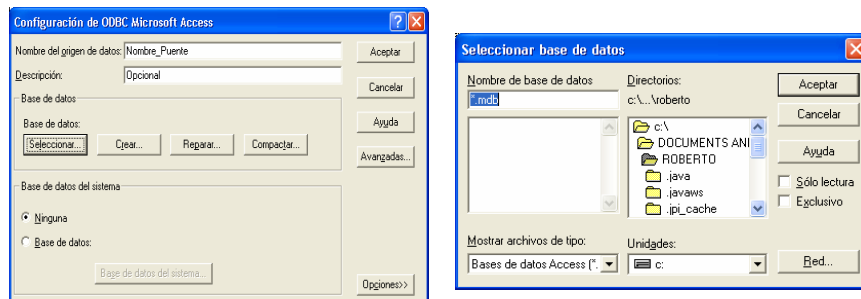 Configuración de ODBC Microsoft Access
Nombre del origen de datos: Nombre_Puente
Aceptar
Descripción: Opcional
Cancelar
Base de datos
Base de datos:
Ayuda
Seleccionar... Crear... Reparar... Compactar...
Avanzadas...
Base de datos del sistema
Ninguna
Base de datos:
Base de datos del sistema...
Opciones>>
Seleccionar base de datos
Nombre de base de datos
Directorios:
Aceptar
*.mdb
c:\...\roberto
Cancelar
c:\
DOCUMENTS AND
Ayuda
ROBERTO
.java
Sólo lectura
.javaws
Exclusivo
.jpi_cache
Mostrar archivos de tipo:
Unidades:
Bases de datos Access (*.
c:
Red...